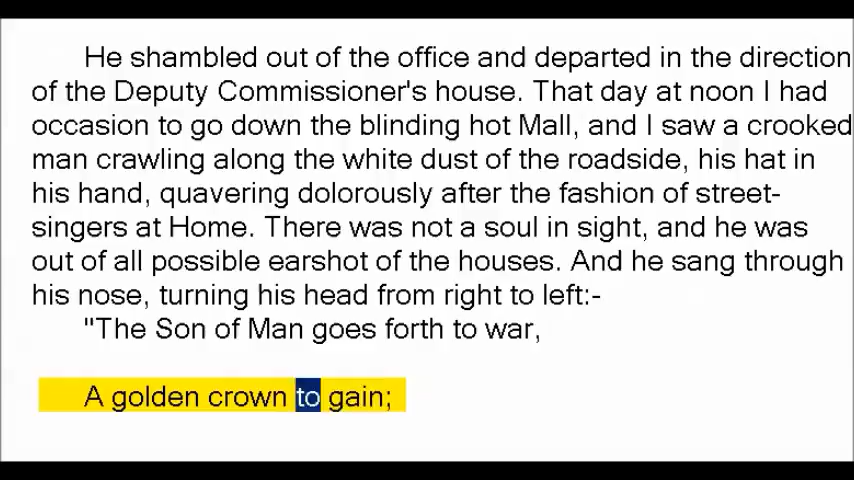 He shambled out of the office and departed in the direction
of the Deputy Commissioner's house. That day at noon I had
occasion to go down the blinding hot Mall, and I saw a crooked
man crawling along the white dust of the roadside, his hat in
his hand, quavering dolorously after the fashion of street-
singers at Home. There was not a soul in sight, and he was
out of all possible earshot of the houses. And he sang through
his nose, turning his head from right to left:-
"The Son of Man goes forth to war,
A golden crown to gain;